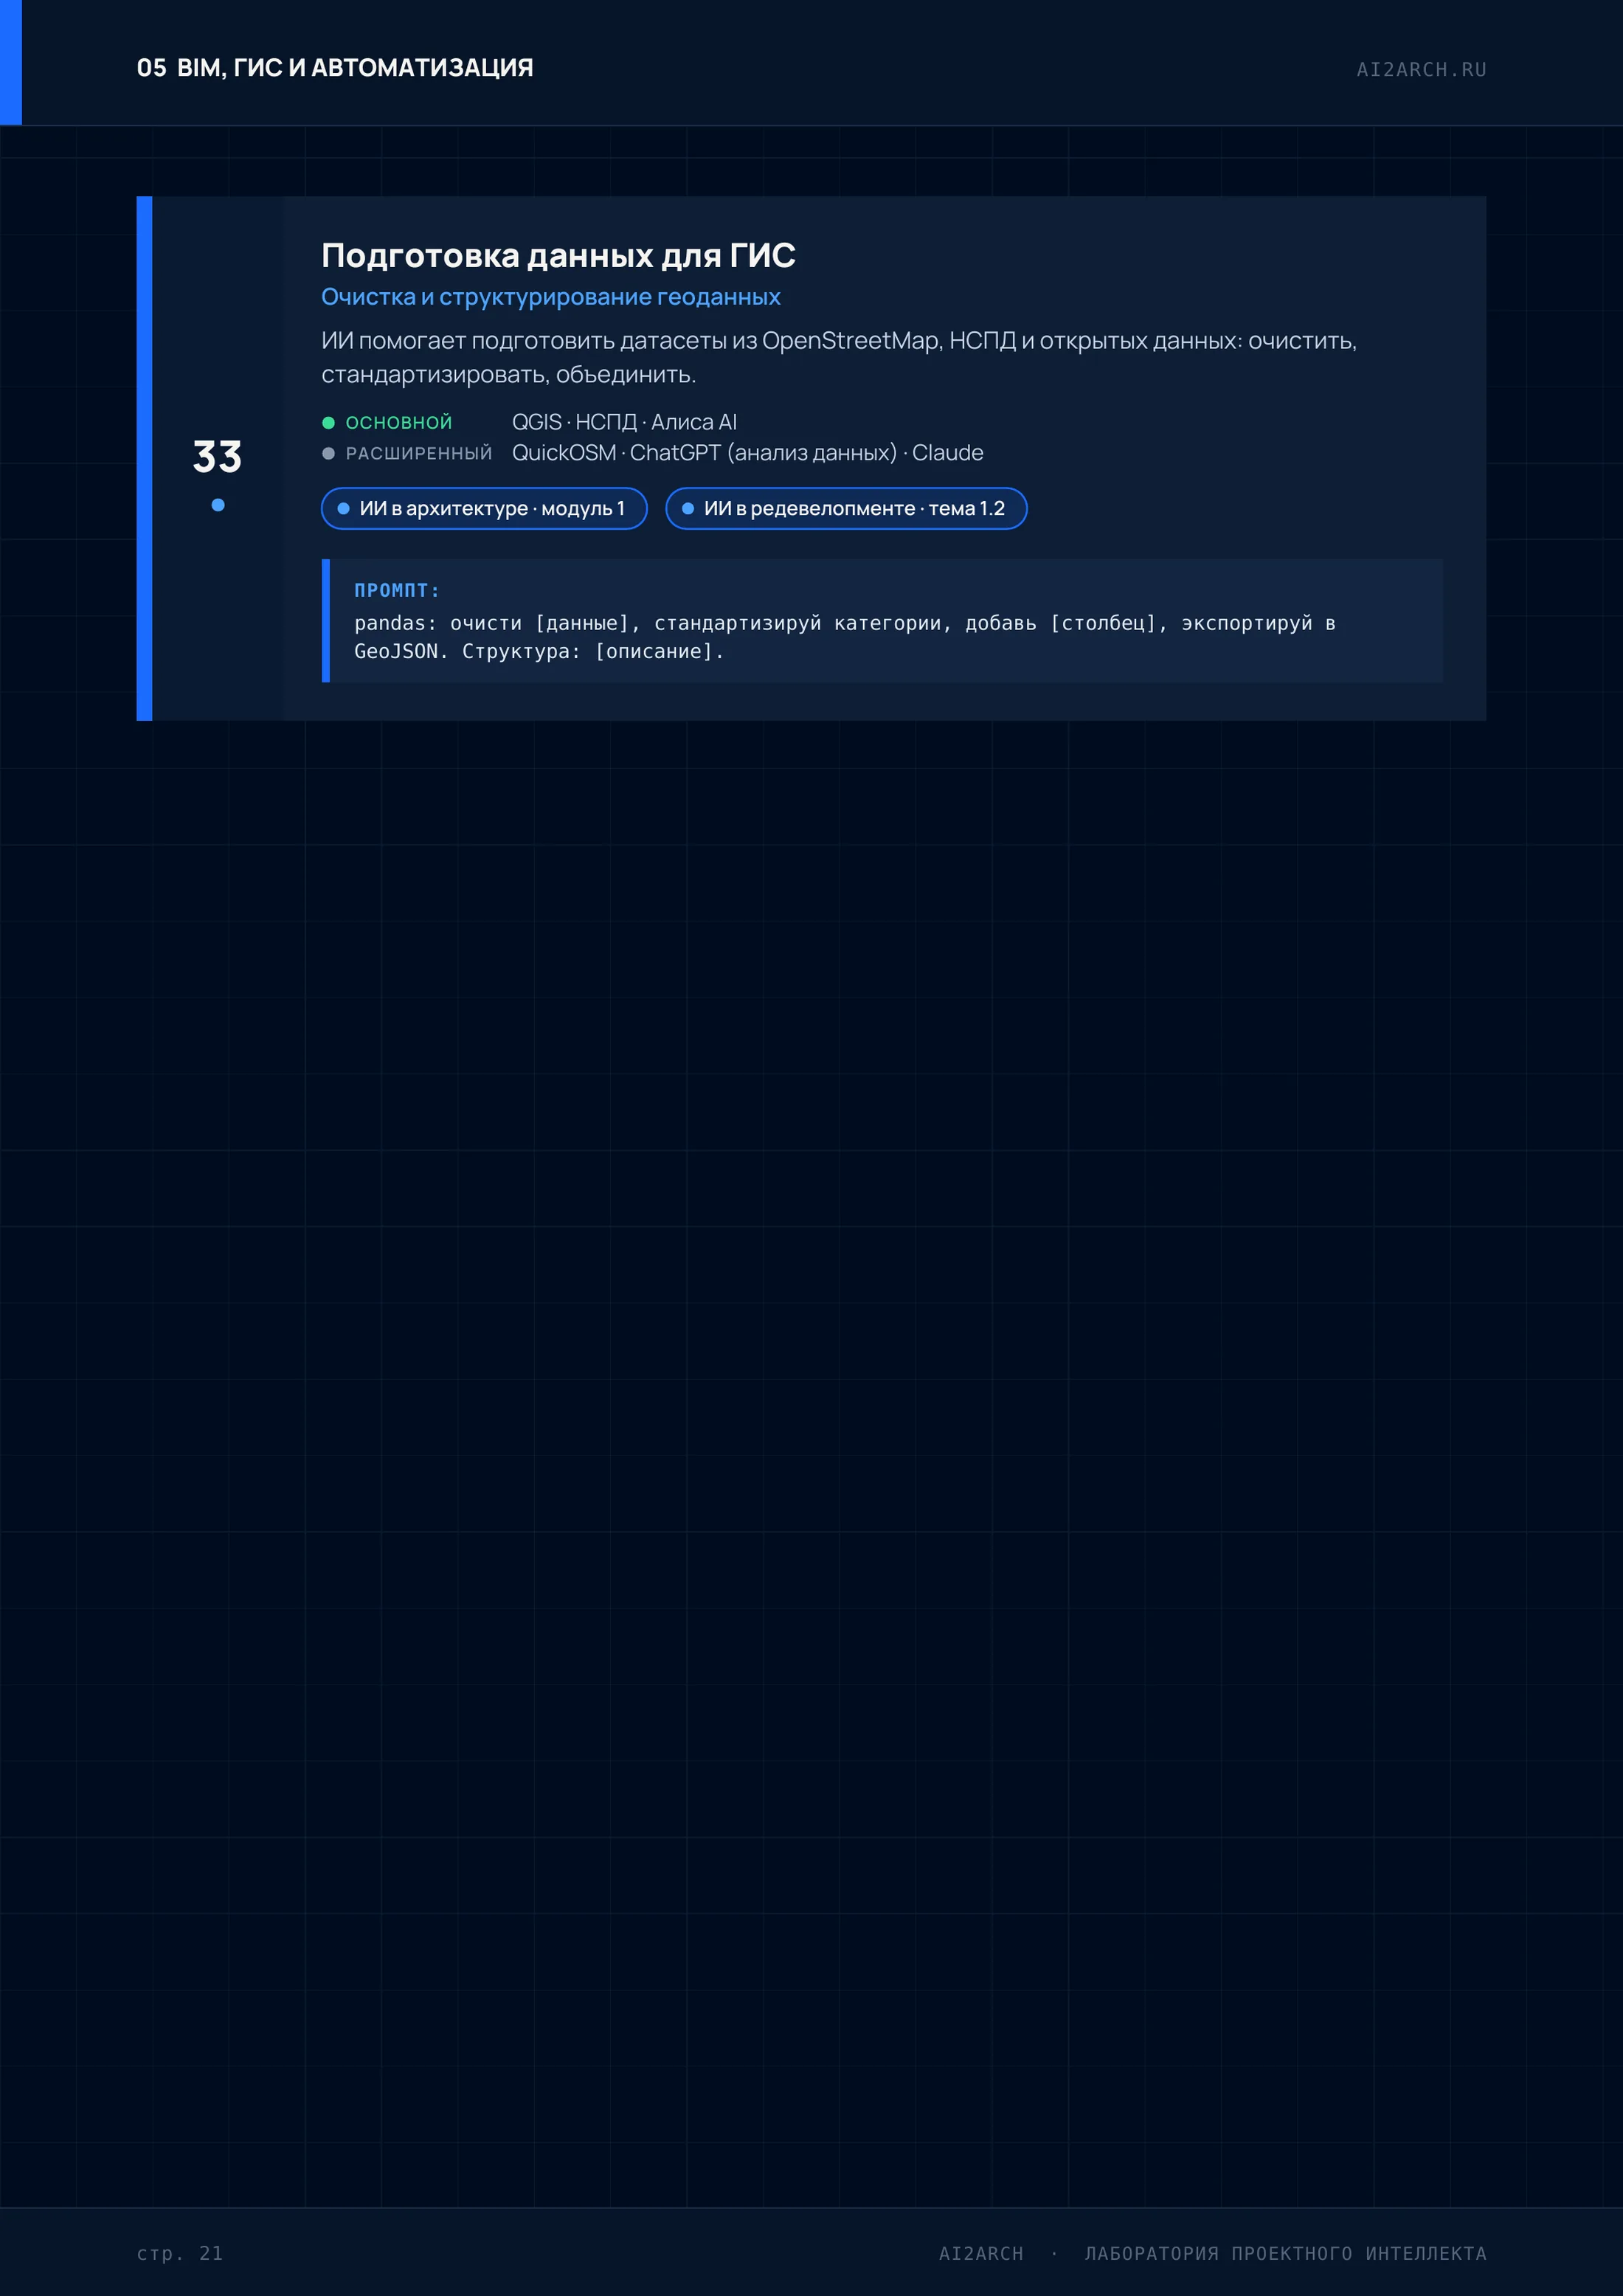 05 BIM, ГИС И АВТОМАТИЗАЦИЯ
AI2ARCH.RU
33
Подготовка данных для ГИС
Очистка и структурирование геоданных
ИИ помогает подготовить датасеты из OpenStreetMap, НСПД и открытых данных: очистить,
стандартизировать, объединить.
ОСНОВНОЙ QGIS · НСПД · Алиса AI
РАСШИРЕННЫЙ QuickOSM · ChatGPT (анализ данных) · Claude
ИИ в архитектуре · модуль 1
ИИ в редевелопменте · тема 1.2
ПРОМПТ:
pandas: очисти [данные], стандартизируй категории, добавь [столбец], экспортируй в
GeoJSON. Структура: [описание].
стр. 21
AI2ARCH · ЛАБОРАТОРИЯ ПРОЕКТНОГО ИНТЕЛЛЕКТА